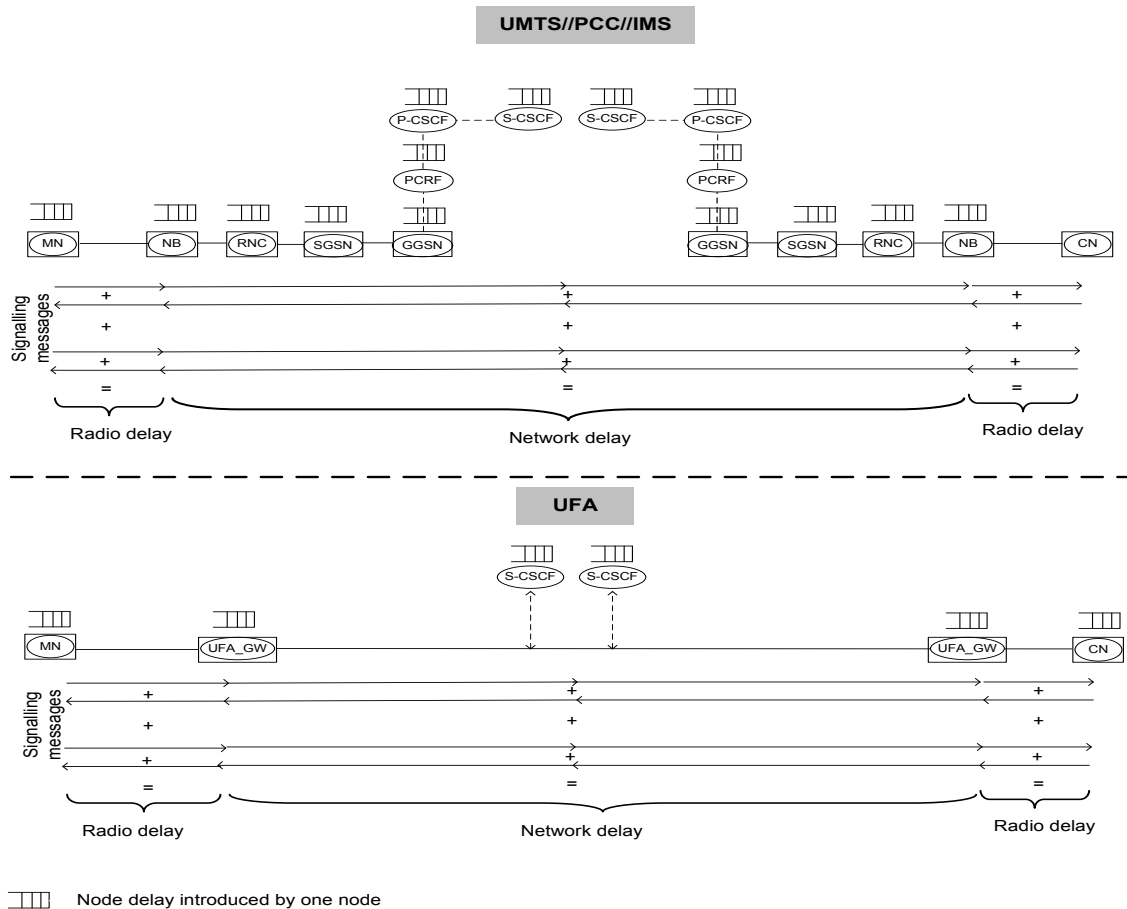 UMTS//PCC//IMS
P-CSCF
S-CSCF
S-CSCF
P-CSCF
PCRF
PCRF
MN
NB
RNC
SGSN
GGSN
GGSN
SGSN
RNC
NB
CN
Signalling
messages
+
+
+
+
+
+
+
+
+
=
=
=
Radio delay
Network delay
Radio delay
UFA
S-CSCF
S-CSCF
MN
UFA_GW
UFA_GW
CN
Signalling
messages
+
+
+
+
+
+
+
+
+
=
=
=
Radio delay
Network delay
Radio delay
Node delay introduced by one node